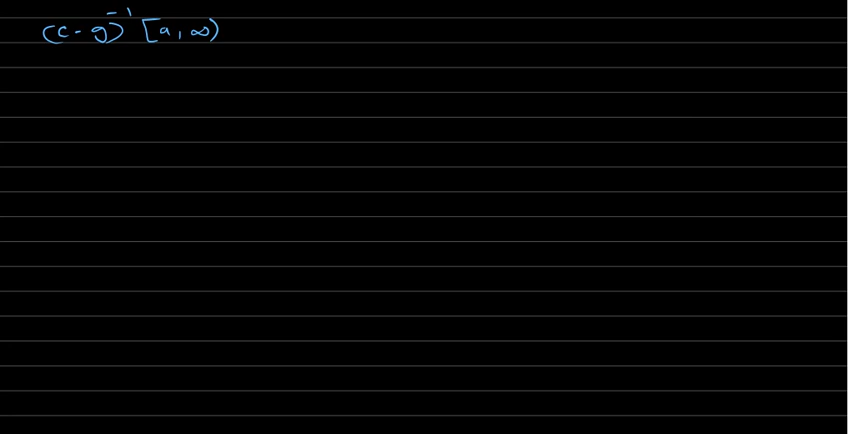 (c - g)⁻¹ [a, ∞)